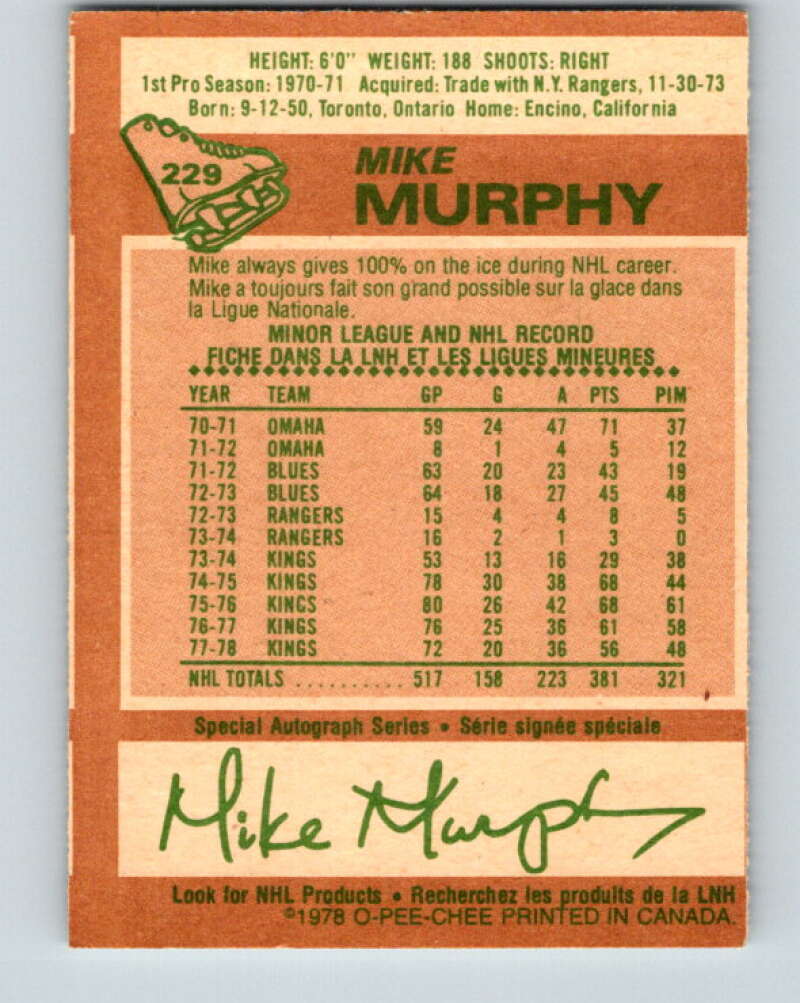 HEIGHT: 6'0" WEIGHT: 188 SHOOTS: RIGHT
1st Pro Season: 1970-71 Acquired: Trade with N.Y. Rangers, 11-30-73
Born: 9-12-50, Toronto, Ontario Home: Encino, California
229
MIKE
MURPHY
Mike always gives 100% on the ice during NHL career.
Mike a toujours fait son grand possible sur la glace dans
la Ligue Nationale.
MINOR LEAGUE AND NHL RECORD
FICHE DANS LA LNH ET LES LIGUES MINEURES
YEAR TEAM GP G A PTS PIM
70-71 OMAHA 59 24 47 71 37
71-72 OMAHA 8 1 4 5 12
71-72 BLUES 63 20 23 43 19
72-73 BLUES 64 18 27 45 48
72-73 RANGERS 15 4 4 8 5
73-74 RANGERS 16 2 1 3 0
73-74 KINGS 53 13 16 29 38
74-75 KINGS 78 30 38 68 44
75-76 KINGS 80 26 42 68 61
76-77 KINGS 76 25 36 61 58
77-78 KINGS 72 20 36 56 48
NHL TOTALS .......... 517 158 223 381 321
Special Autograph Series • Série signée spéciale
Mike Murphy
Look for NHL Products • Recherchez les produits de la LNH
©1978 O-PEE-CHEE PRINTED IN CANADA.